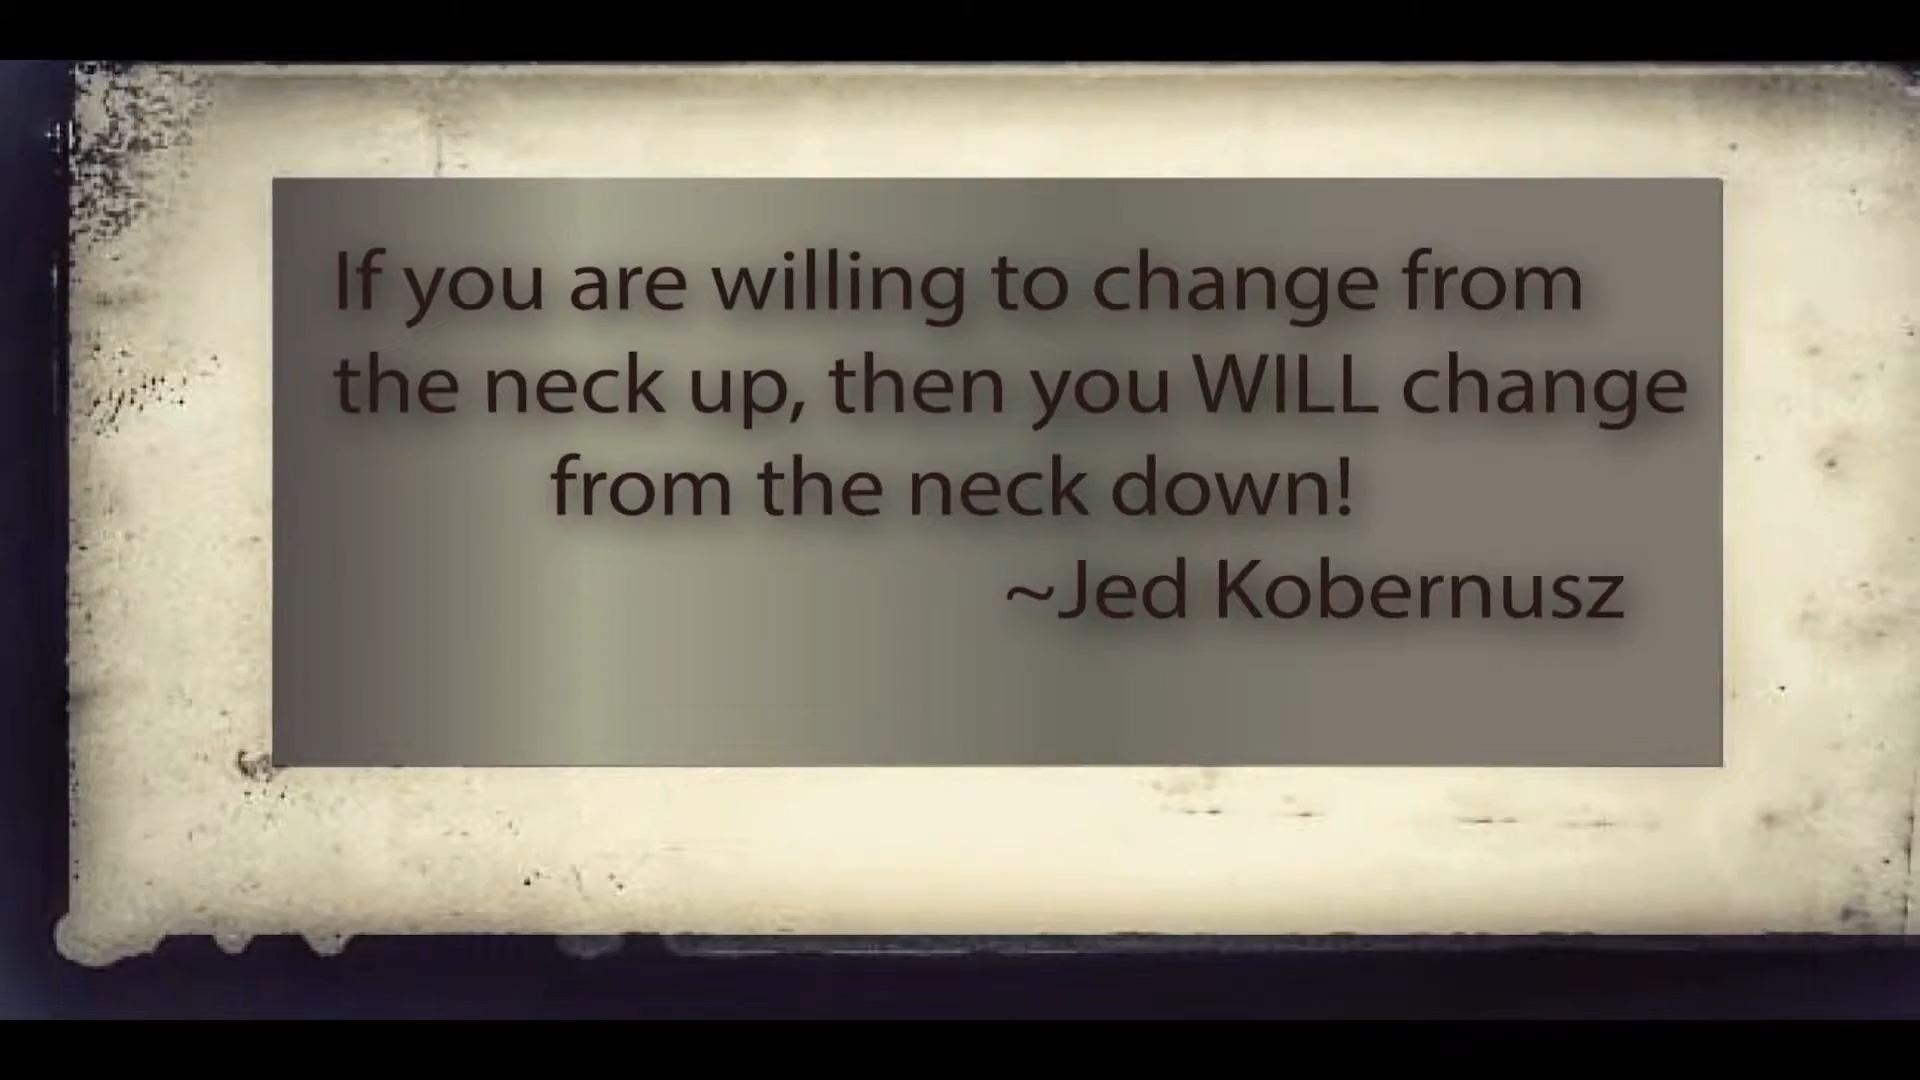 If you are willing to change from
the neck up, then you WILL change
from the neck down!
~Jed Kobernusz